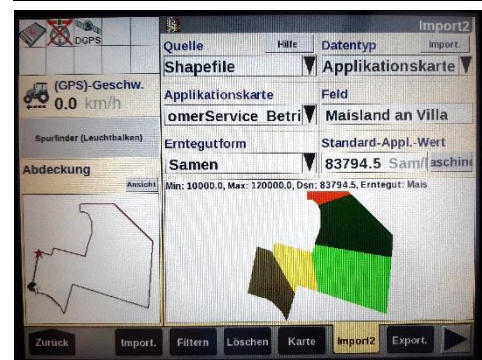 Import2
DGPS
Quelle
Hilfe
Datentyp
Import.
Shapefile
Applikationskarte
(GPS)-Geschw.
0.0 km/h
Applikationskarte
Feld
omerService Betri
Maisland an Villa
Spurfinder (Leuchtbalken)
Erntegutform
Standard-Appl.-Wert
Samen
83794.5 Sam/l
aschine
Abdeckung
Ansicht
Min: 10000.0, Max: 120000.0, Dsn: 83794.5, Erntegut: Mais
Zurück
Import.
Filtern
Löschen
Karte
Import2
Export.